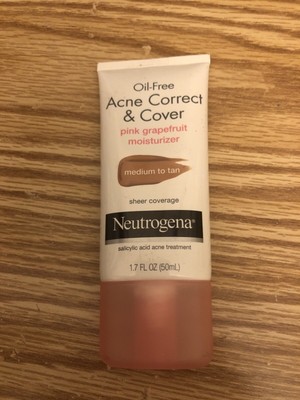 Oil-Free
Acne Correct
& Cover
pink grapefruit
moisturizer
medium to tan
sheer coverage
Neutrogena®
salicylic acid acne treatment
1.7 FL OZ (50mL)